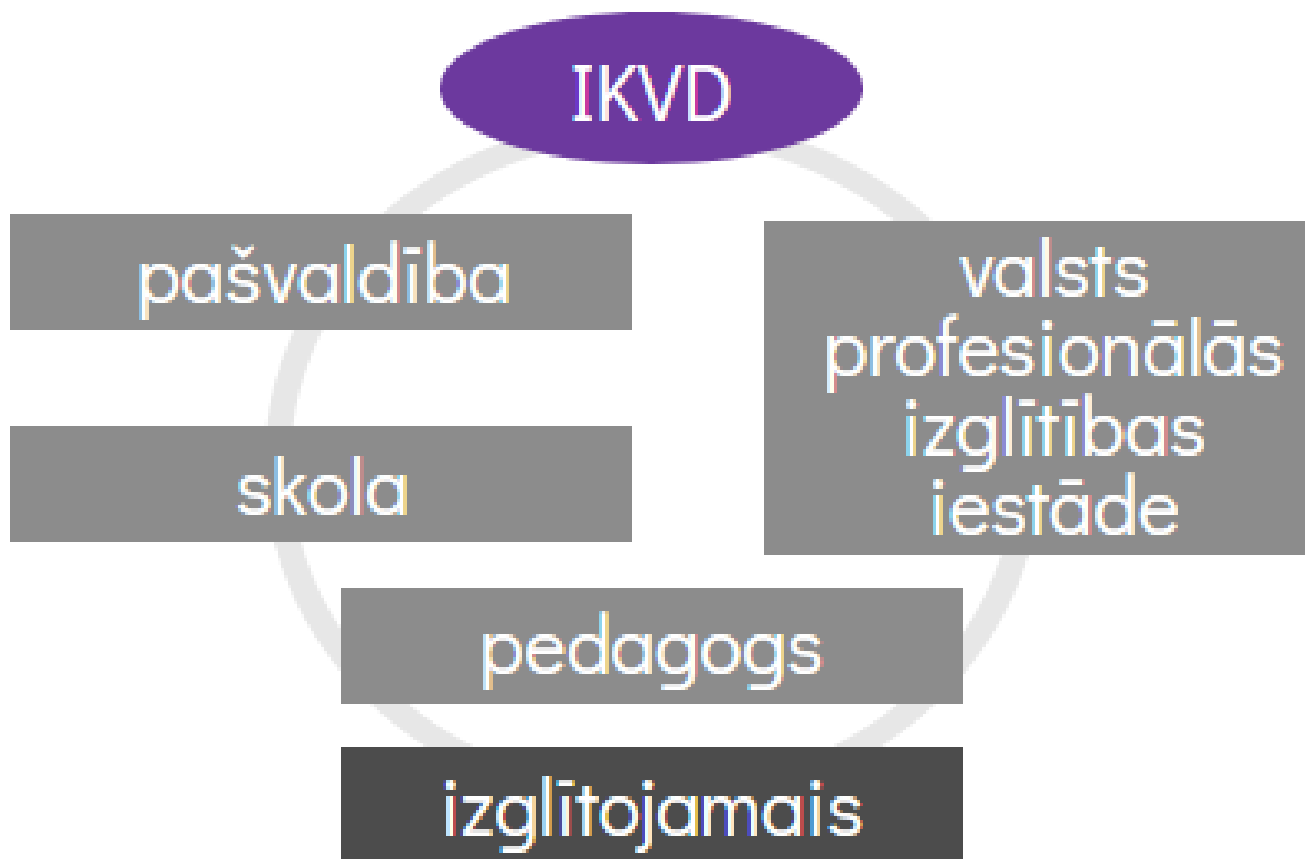 IKVD
pašvaldība
skola
valsts
profesionālās
izglītības
iestāde
pedagogs
izglītojamais